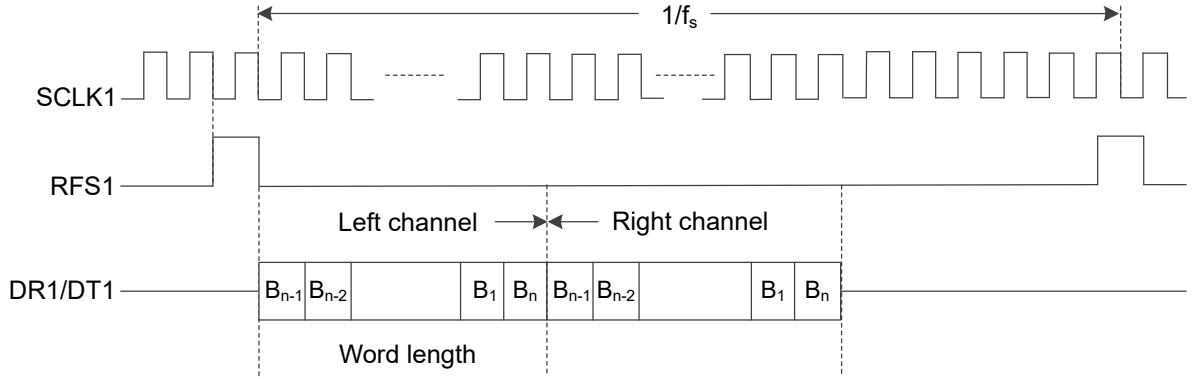 1/fₛ
SCLK1
RFS1
Left channel Right channel
DR1/DT1 Bₙ₋₁ Bₙ₋₂ B₁ Bₙ Bₙ₋₁ Bₙ₋₂ B₁ Bₙ
Word length